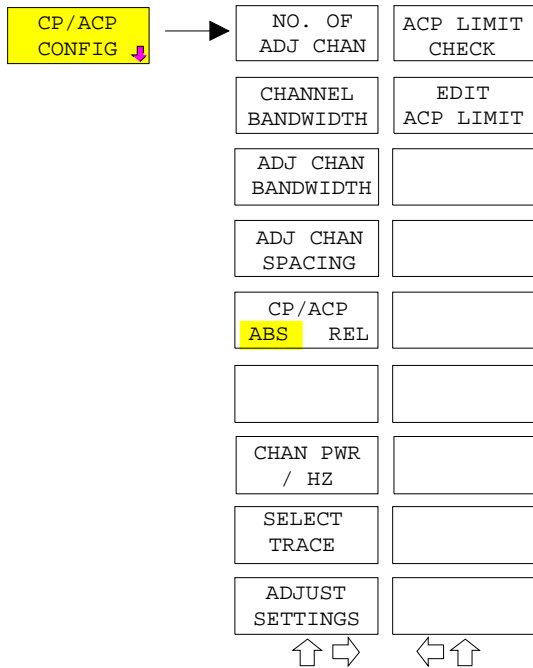 CP/ACP
CONFIG
NO. OF
ADJ CHAN
CHANNEL
BANDWIDTH
ADJ CHAN
BANDWIDTH
ADJ CHAN
SPACING
CP/ACP
ABS REL
CHAN PWR
/ HZ
SELECT
TRACE
ADJUST
SETTINGS
ACP LIMIT
CHECK
EDIT
ACP LIMIT